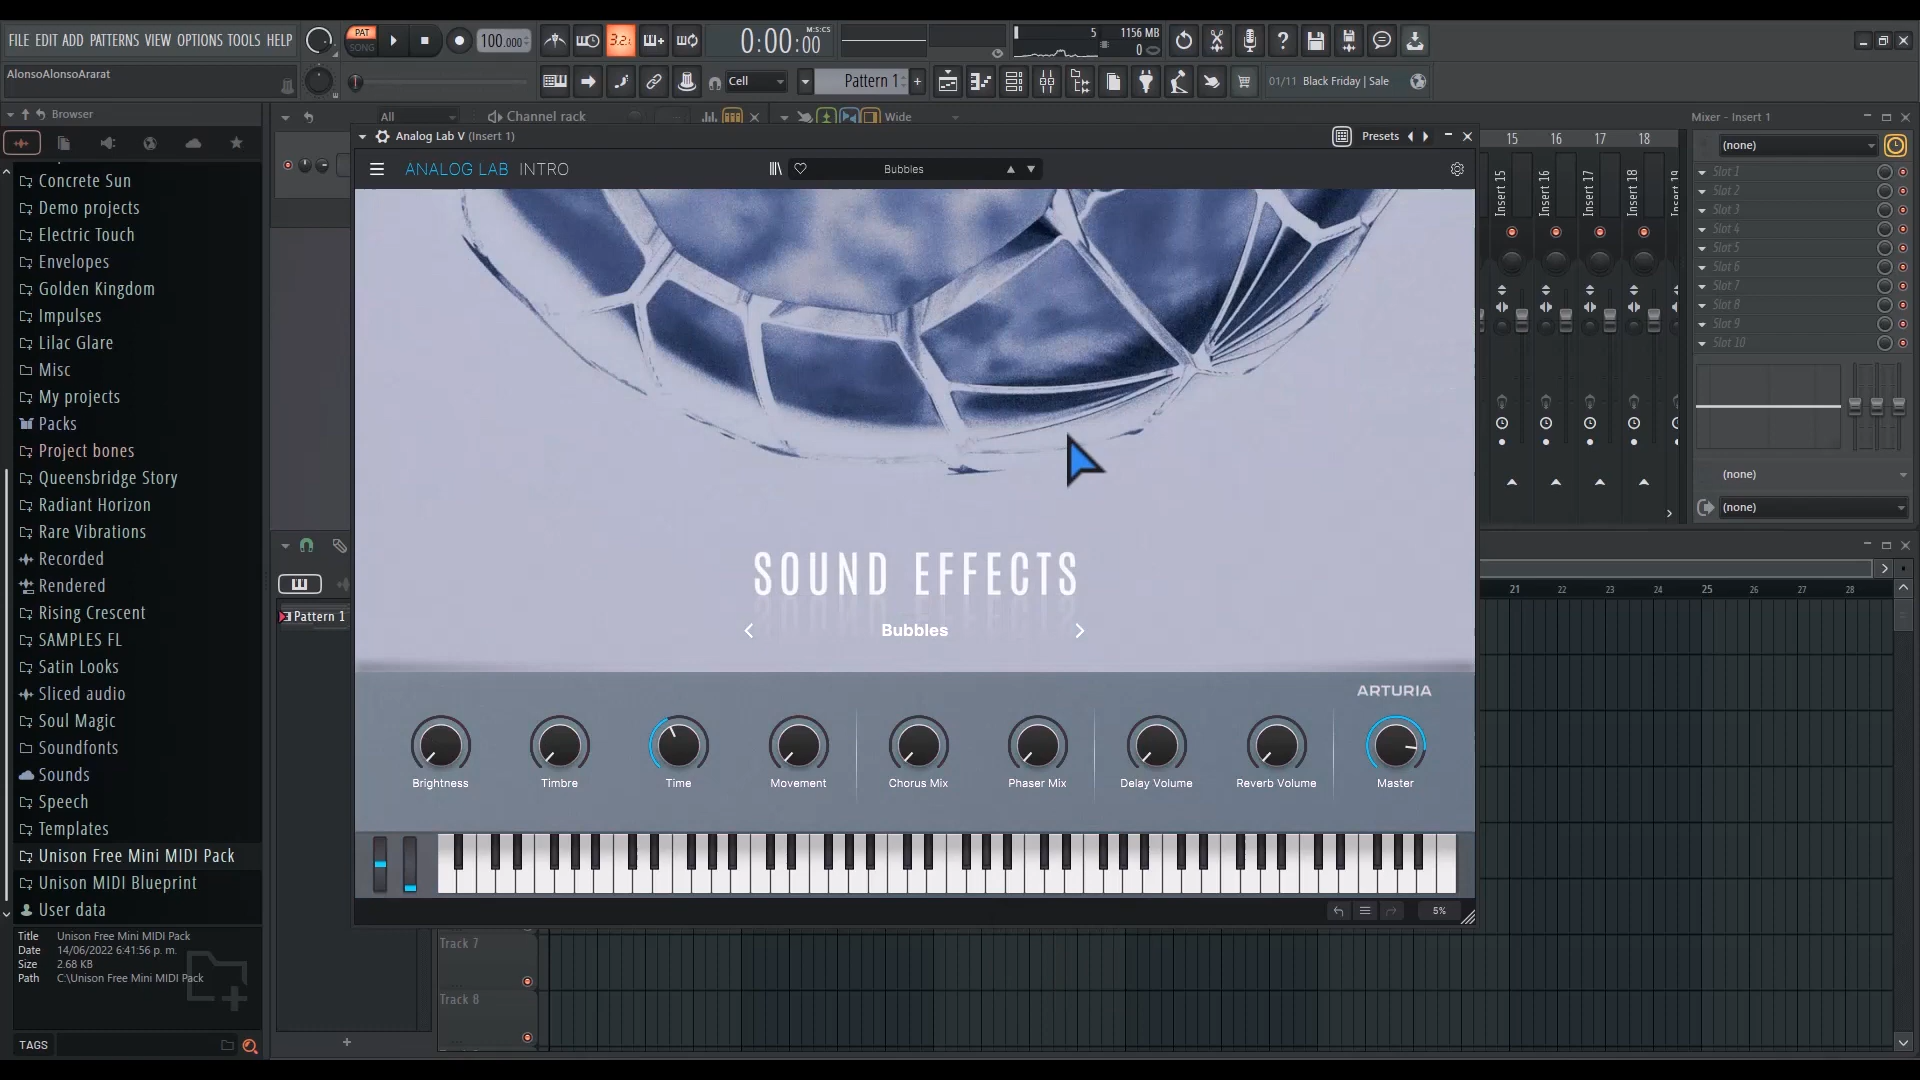 FILE EDIT ADD PATTERNS VIEW OPTIONS TOOLS HELP
PAT
SONG
100.000
3.2.
0:00:00
M:S:CS
5
1156 MB
0
AlonsoAlonsoArarat
Cell
Pattern 1
01/11 Black Friday | Sale
Browser
All
Channel rack
Wide
Mixer - Insert 1
Analog Lab V (Insert 1)
Presets
ANALOG LAB INTRO
Bubbles
Concrete Sun
Demo projects
Electric Touch
Envelopes
Golden Kingdom
Impulses
Lilac Glare
Misc
My projects
Packs
Project bones
Queensbridge Story
Radiant Horizon
Rare Vibrations
Recorded
Rendered
Rising Crescent
SAMPLES FL
Satin Looks
Sliced audio
Soul Magic
Soundfonts
Sounds
Speech
Templates
Unison Free Mini MIDI Pack
Unison MIDI Blueprint
User data
Title Unison Free Mini MIDI Pack
Date 14/06/2022 6:41:56 p. m.
Size 2.68 KB
Path C:\Unison Free Mini MIDI Pack
TAGS
Pattern 1
SOUND EFFECTS
Bubbles
ARTURIA
Brightness
Timbre
Time
Movement
Chorus Mix
Phaser Mix
Delay Volume
Reverb Volume
Master
5%
Track 7
Track 8
15 16 17 18
Insert 15
Insert 16
Insert 17
Insert 18
(none)
Slot 1
Slot 2
Slot 3
Slot 4
Slot 5
Slot 6
Slot 7
Slot 8
Slot 9
Slot 10
(none)
(none)
21 22 23 24 25 26 27 28